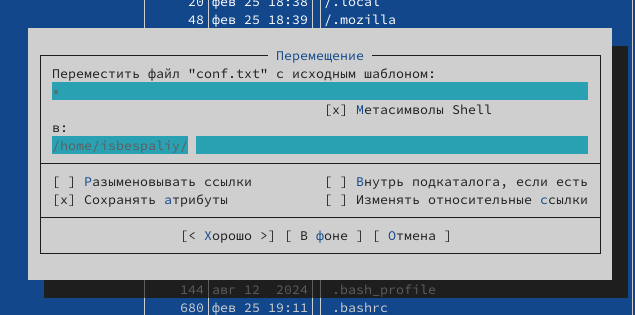 20 фев 25 18:38 /.local
48 фев 25 18:39 /.mozilla
Перемещение
Переместить файл "conf.txt" с исходным шаблоном:
*
[x] Метасимволы Shell
в:
/home/isbespaliy/
[ ] Разыменовывать ссылки [ ] Внутрь подкаталога, если есть
[x] Сохранять атрибуты [ ] Изменять относительные ссылки
[< Хорошо >] [ В фоне ] [ Отмена ]
144 авг 12 2024 .bash_profile
680 фев 25 19:11 .bashrc